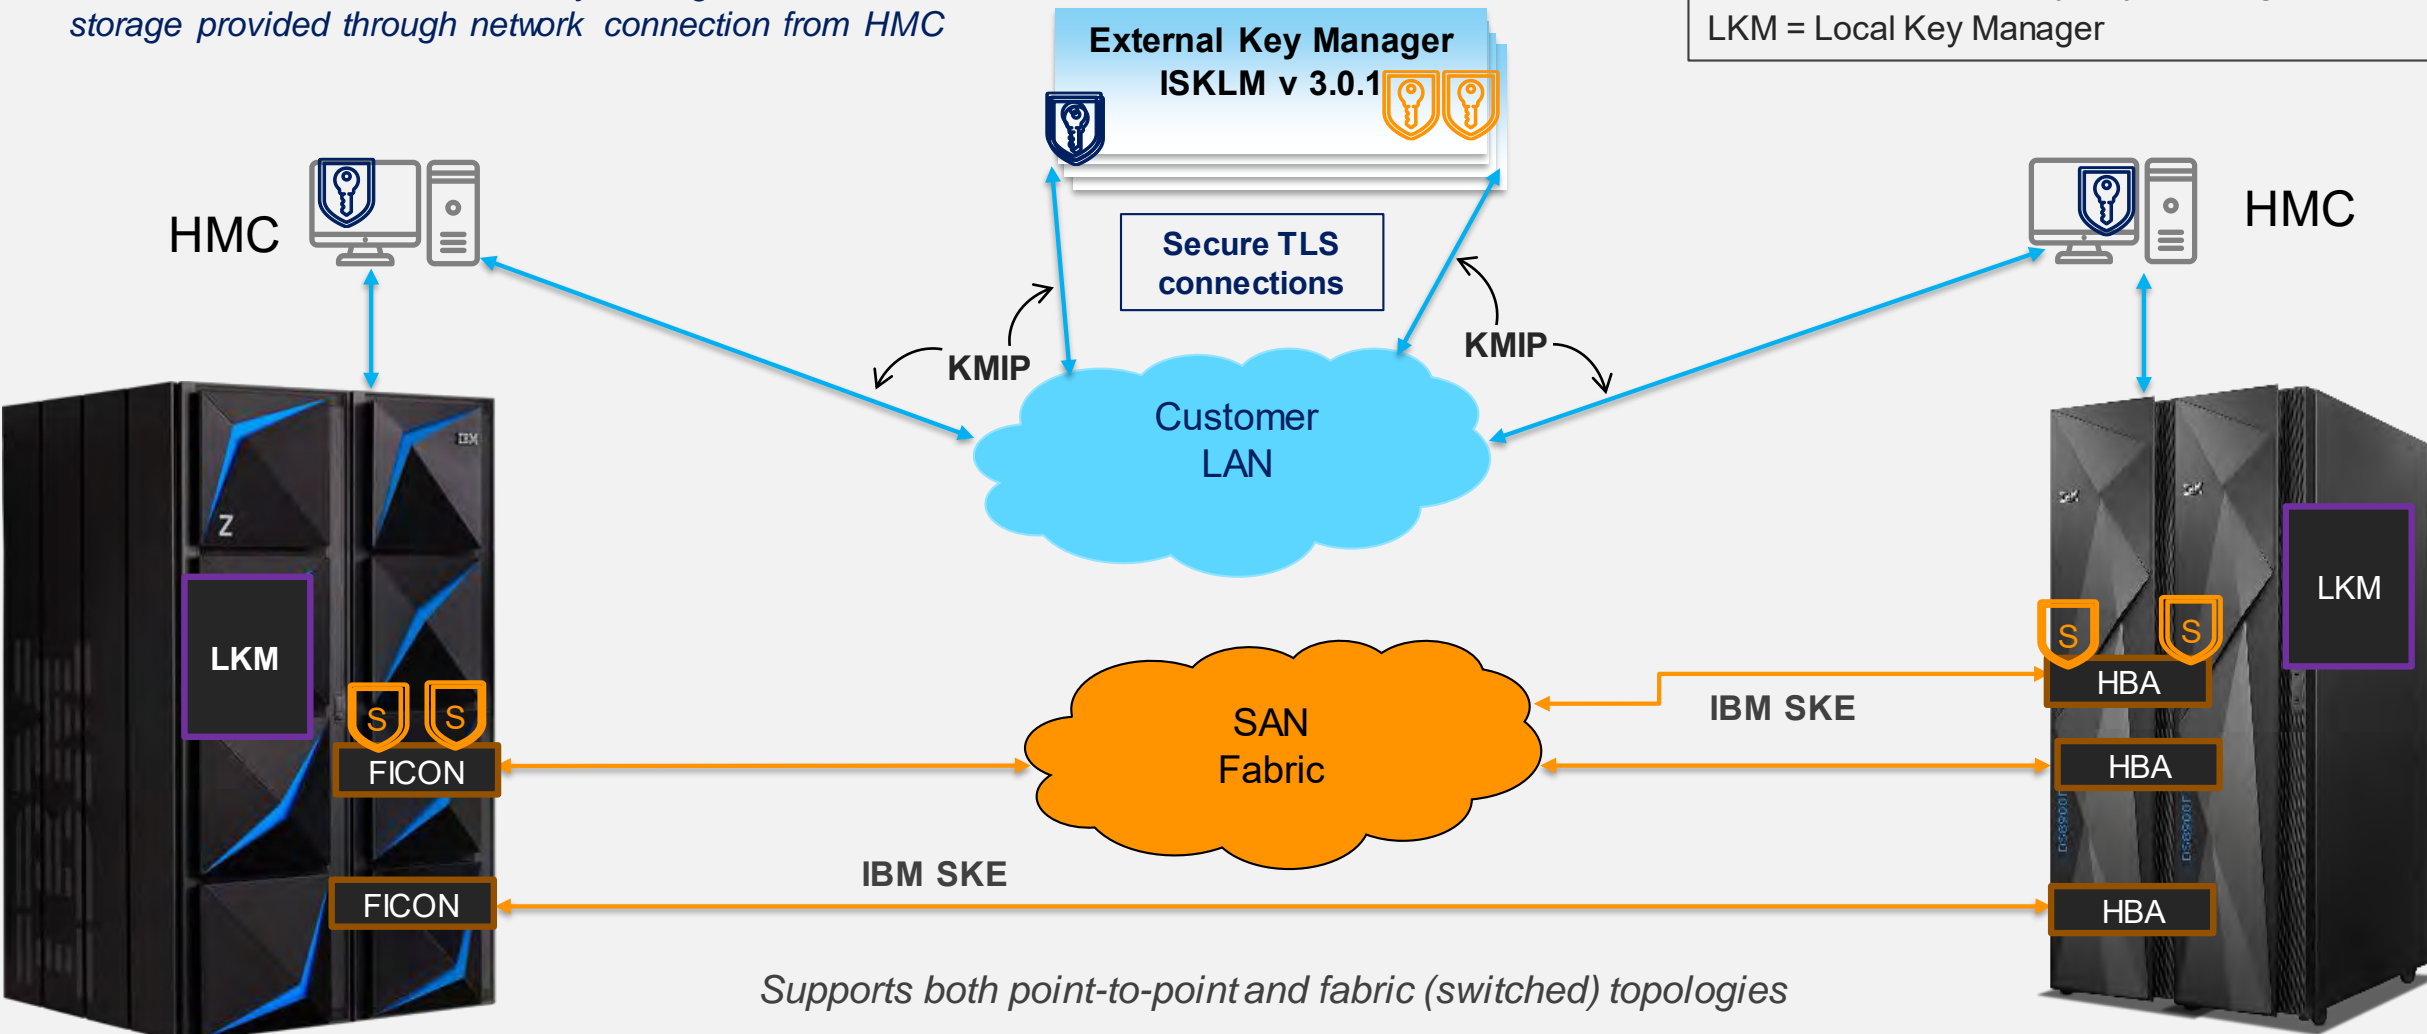 storage provided through network connection from HMC
LKM = Local Key Manager
External Key Manager
ISKLM v 3.0.1
HMC
HMC
Secure TLS
connections
KMIP
KMIP
Customer
LAN
IBM
Z
LKM
LKM
S
S
S
S
HBA
IBM SKE
SAN
Fabric
FICON
HBA
IBM SKE
FICON
HBA
Supports both point-to-point and fabric (switched) topologies